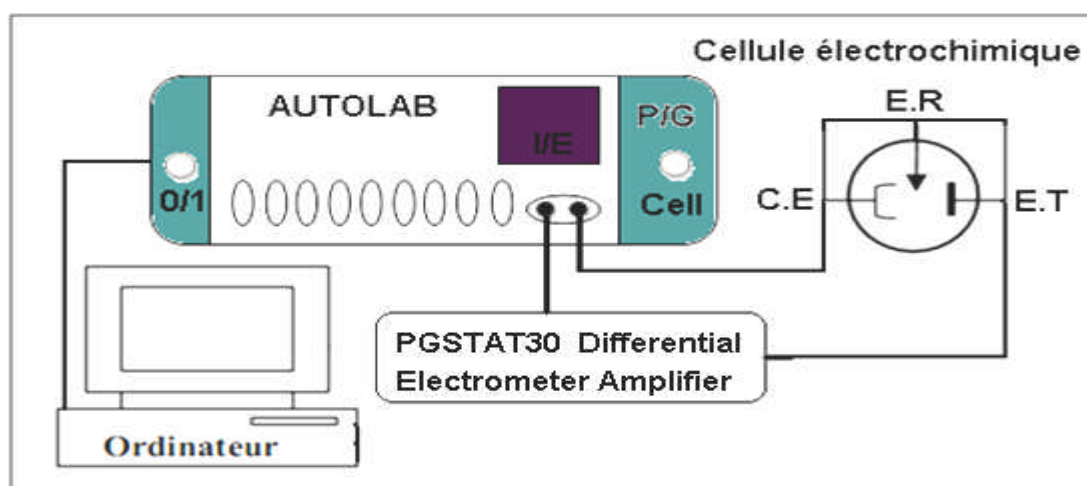 Cellule électrochimique
AUTOLAB
I/E
P/G
E.R
0/1
Cell
C.E
E.T
PGSTAT30 Differential
Electrometer Amplifier
Ordinateur